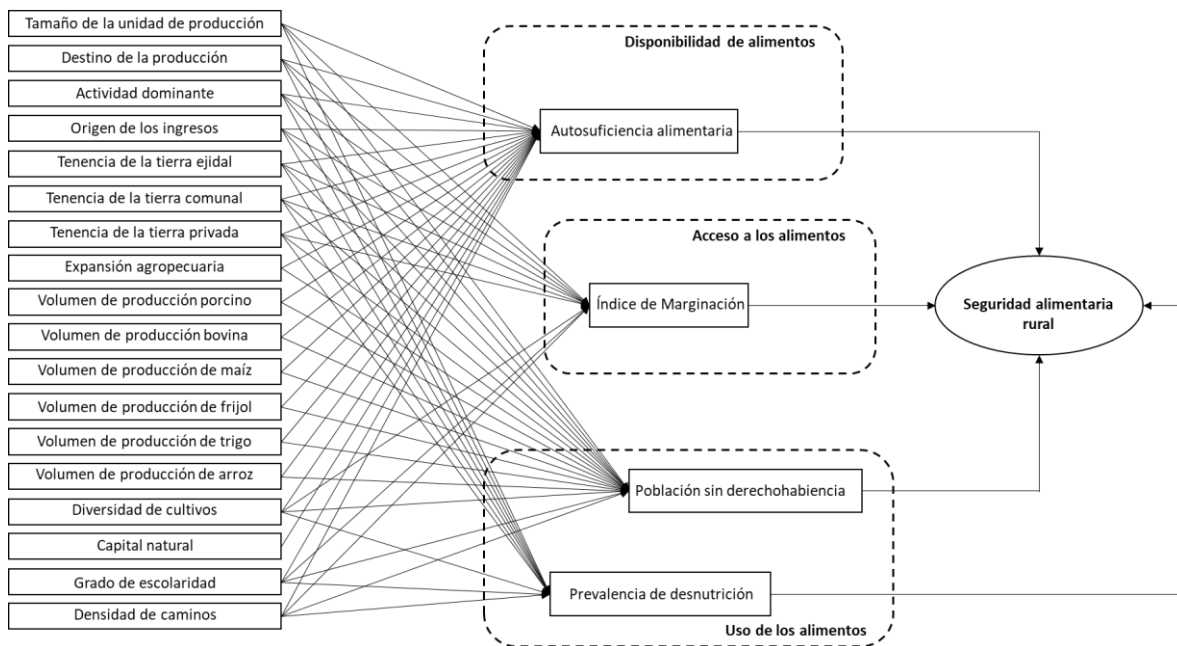 Tamaño de la unidad de producción
Destino de la producción
Actividad dominante
Origen de los ingresos
Tenencia de la tierra ejidal
Tenencia de la tierra comunal
Tenencia de la tierra privada
Expansión agropecuaria
Volumen de producción porcino
Volumen de producción bovina
Volumen de producción de maíz
Volumen de producción de frijol
Volumen de producción de trigo
Volumen de producción de arroz
Diversidad de cultivos
Capital natural
Grado de escolaridad
Densidad de caminos
Disponibilidad de alimentos
Autosuficiencia alimentaria
Acceso a los alimentos
Índice de Marginación
Población sin derechohabiencia
Prevalencia de desnutrición
Uso de los alimentos
Seguridad alimentaria
rural